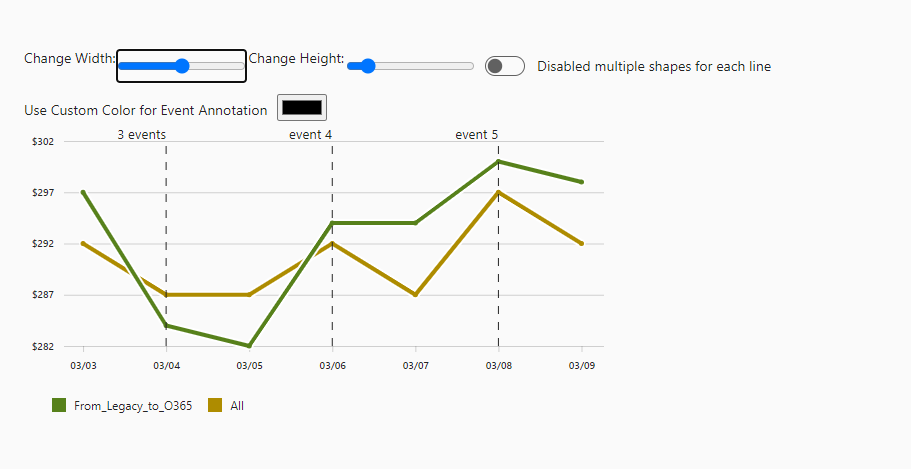 Change Width: Change Height: Disabled multiple shapes for each line
Use Custom Color for Event Annotation
3 events event 4 event 5
$302
$297
$292
$287
$282
03/03 03/04 03/05 03/06 03/07 03/08 03/09
From_Legacy_to_O365 All